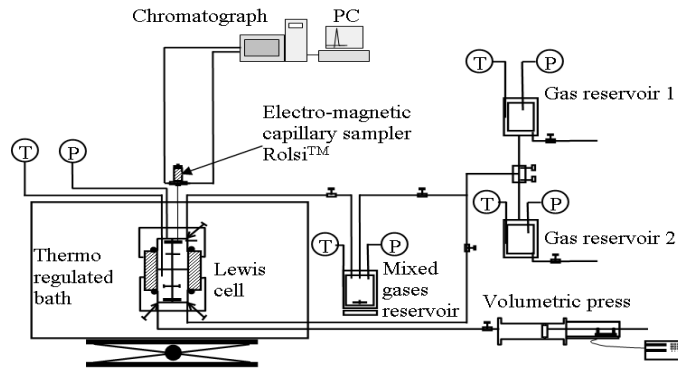 Chromatograph
PC
T
P
Gas reservoir 1
Electro-magnetic
capillary sampler
Rolsi™
T
P
T
P
Gas reservoir 2
T
P
Thermo
regulated
bath
Lewis
cell
Mixed
gases
reservoir
Volumetric press